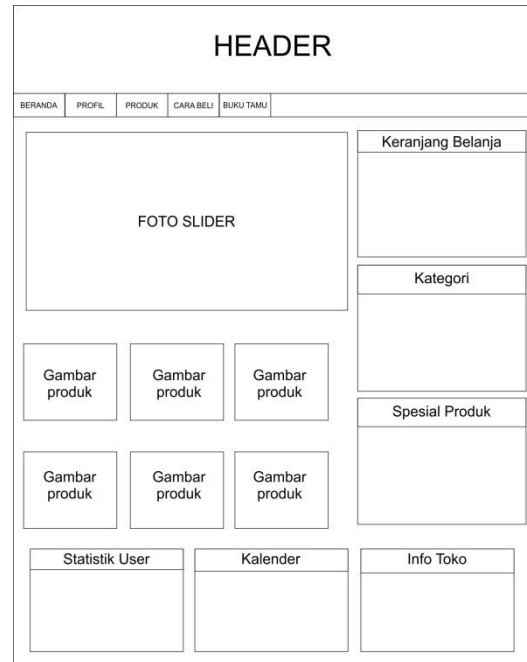 HEADER
BERANDA
PROFIL
PRODUK
CARA BELI
BUKU TAMU
FOTO SLIDER
Keranjang Belanja
Kategori
Gambar
produk
Gambar
produk
Gambar
produk
Spesial Produk
Gambar
produk
Gambar
produk
Gambar
produk
Statistik User
Kalender
Info Toko